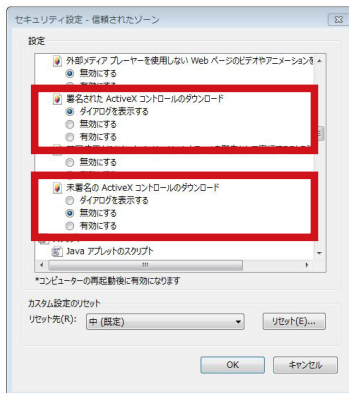 セキュリティ設定 - 信頼されたゾーン
設定
外部メディア プレーヤーを使用しない Web ページのビデオやアニメーションを
無効にする
署名された ActiveX コントロールのダウンロード
ダイアログを表示する
無効にする
有効にする
無効にする
未署名の ActiveX コントロールのダウンロード
ダイアログを表示する
無効にする
有効にする
Java アプレットのスクリプト
*コンピューターの再起動後に有効になります
カスタム設定のリセット
リセット先(R):
中 (既定)
リセット(E)...
OK
キャンセル